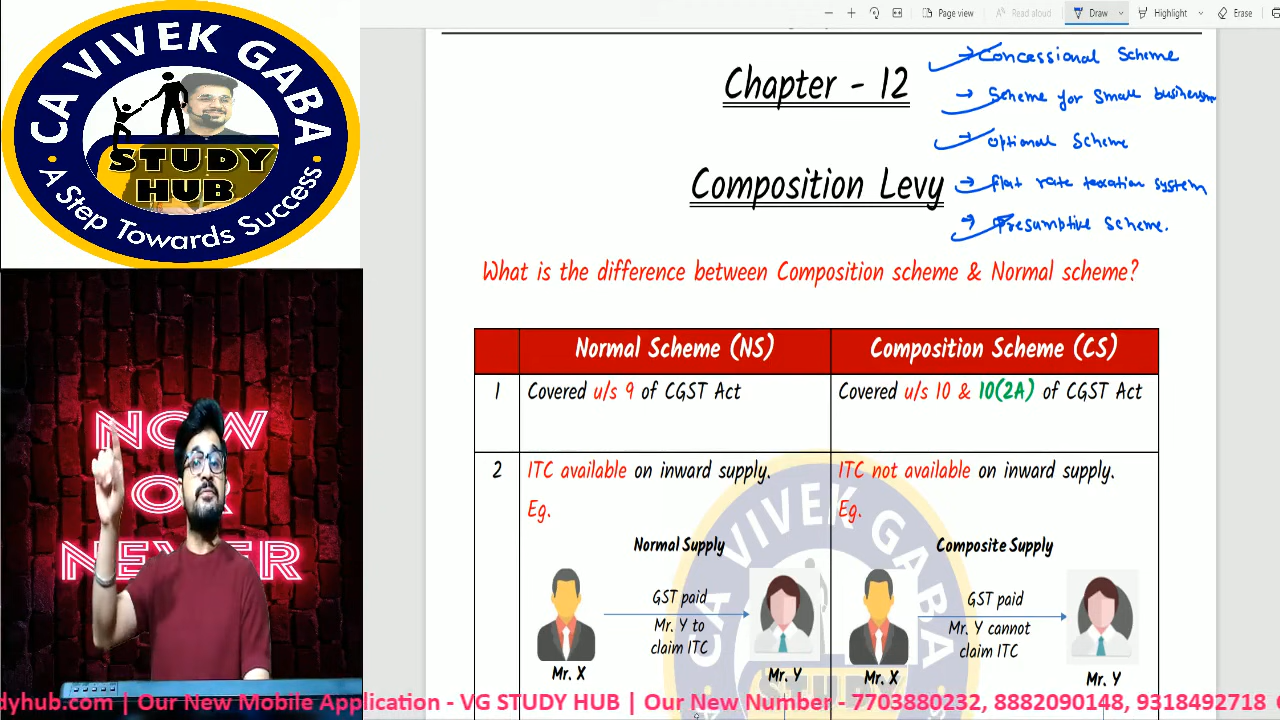 Page view
Read aloud
Draw
Highlight
Erase
CA VIVEK GABA
STUDY
HUB
A Step Towards Success
Chapter - 12
Composition Levy
→ Concessional Scheme
→ Scheme for Small
→ Optional Scheme
→ Flat rate taxation system
→ Presumptive Scheme.
What is the difference between Composition scheme & Normal scheme?
Normal Scheme (NS)
Composition Scheme (CS)
1
Covered u/s 9 of CGST Act
Covered u/s 10 & 10(2A) of CGST Act
2
ITC available on inward supply.
Eg.
Normal Supply
GST paid
Mr. Y to
claim ITC
Mr. X
Mr. Y
ITC not available on inward supply.
Eg.
Composite Supply
GST paid
Mr. Y cannot
claim ITC
Mr. X
Mr. Y
CA VIVEK GABA
STUDY
NOW
OR
NEVER
dyhub.com | Our New Mobile Application - VG STUDY HUB | Our New Number - 7703880232, 8882090148, 9318492718